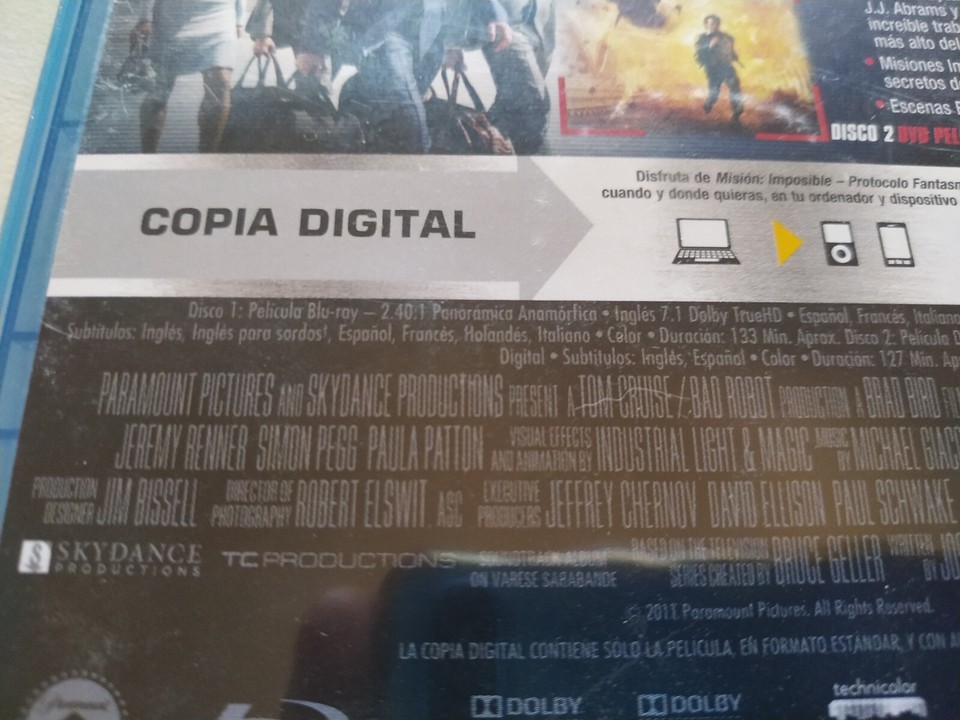 J.J. Abrams y
increíble trab
más alto del
• Misiones In
secretos d
• Escenas E
DISCO 2 DVD PEL
COPIA DIGITAL
Disfruta de Misión: Imposible – Protocolo Fantasm
cuando y donde quieras, en tu ordenador y dispositivo
Disco 1: Película Blu-ray – 2.40:1 Panorámica Anamórfica • Inglés 7.1 Dolby TrueHD • Español, Francés, Italiano
Subtítulos: Inglés, Inglés para sordos†, Español, Francés, Holandés, Italiano • Color • Duración: 133 Min. Aprox. Disco 2: Película D
Digital • Subtítulos: Inglés, Español • Color • Duración: 127 Min. Ap
PARAMOUNT PICTURES AND SKYDANCE PRODUCTIONS PRESENT A TOM CRUISE / BAD ROBOT PRODUCTION A BRAD BIRD FIL
JEREMY RENNER SIMON PEGG PAULA PATTON VISUAL EFFECTS AND ANIMATION BY INDUSTRIAL LIGHT & MAGIC MUSIC BY MICHAEL GIACC
PRODUCTION DESIGNER JIM BISSELL DIRECTOR OF PHOTOGRAPHY ROBERT ELSWIT, ASC EXECUTIVE PRODUCERS JEFFREY CHERNOV DAVID ELLISON PAUL SCHWAKE
SKYDANCE PRODUCTIONS TC PRODUCTIONS SOUNDTRACK ALBUM ON VARESE SARABANDE BASED ON THE TELEVISION SERIES CREATED BY BRUCE GELLER WRITTEN BY JOS
© 2011 Paramount Pictures. All Rights Reserved.
LA COPIA DIGITAL CONTIENE SÓLO LA PELÍCULA, EN FORMATO ESTÁNDAR, Y CON A
Paramount
DOLBY DOLBY technicolor